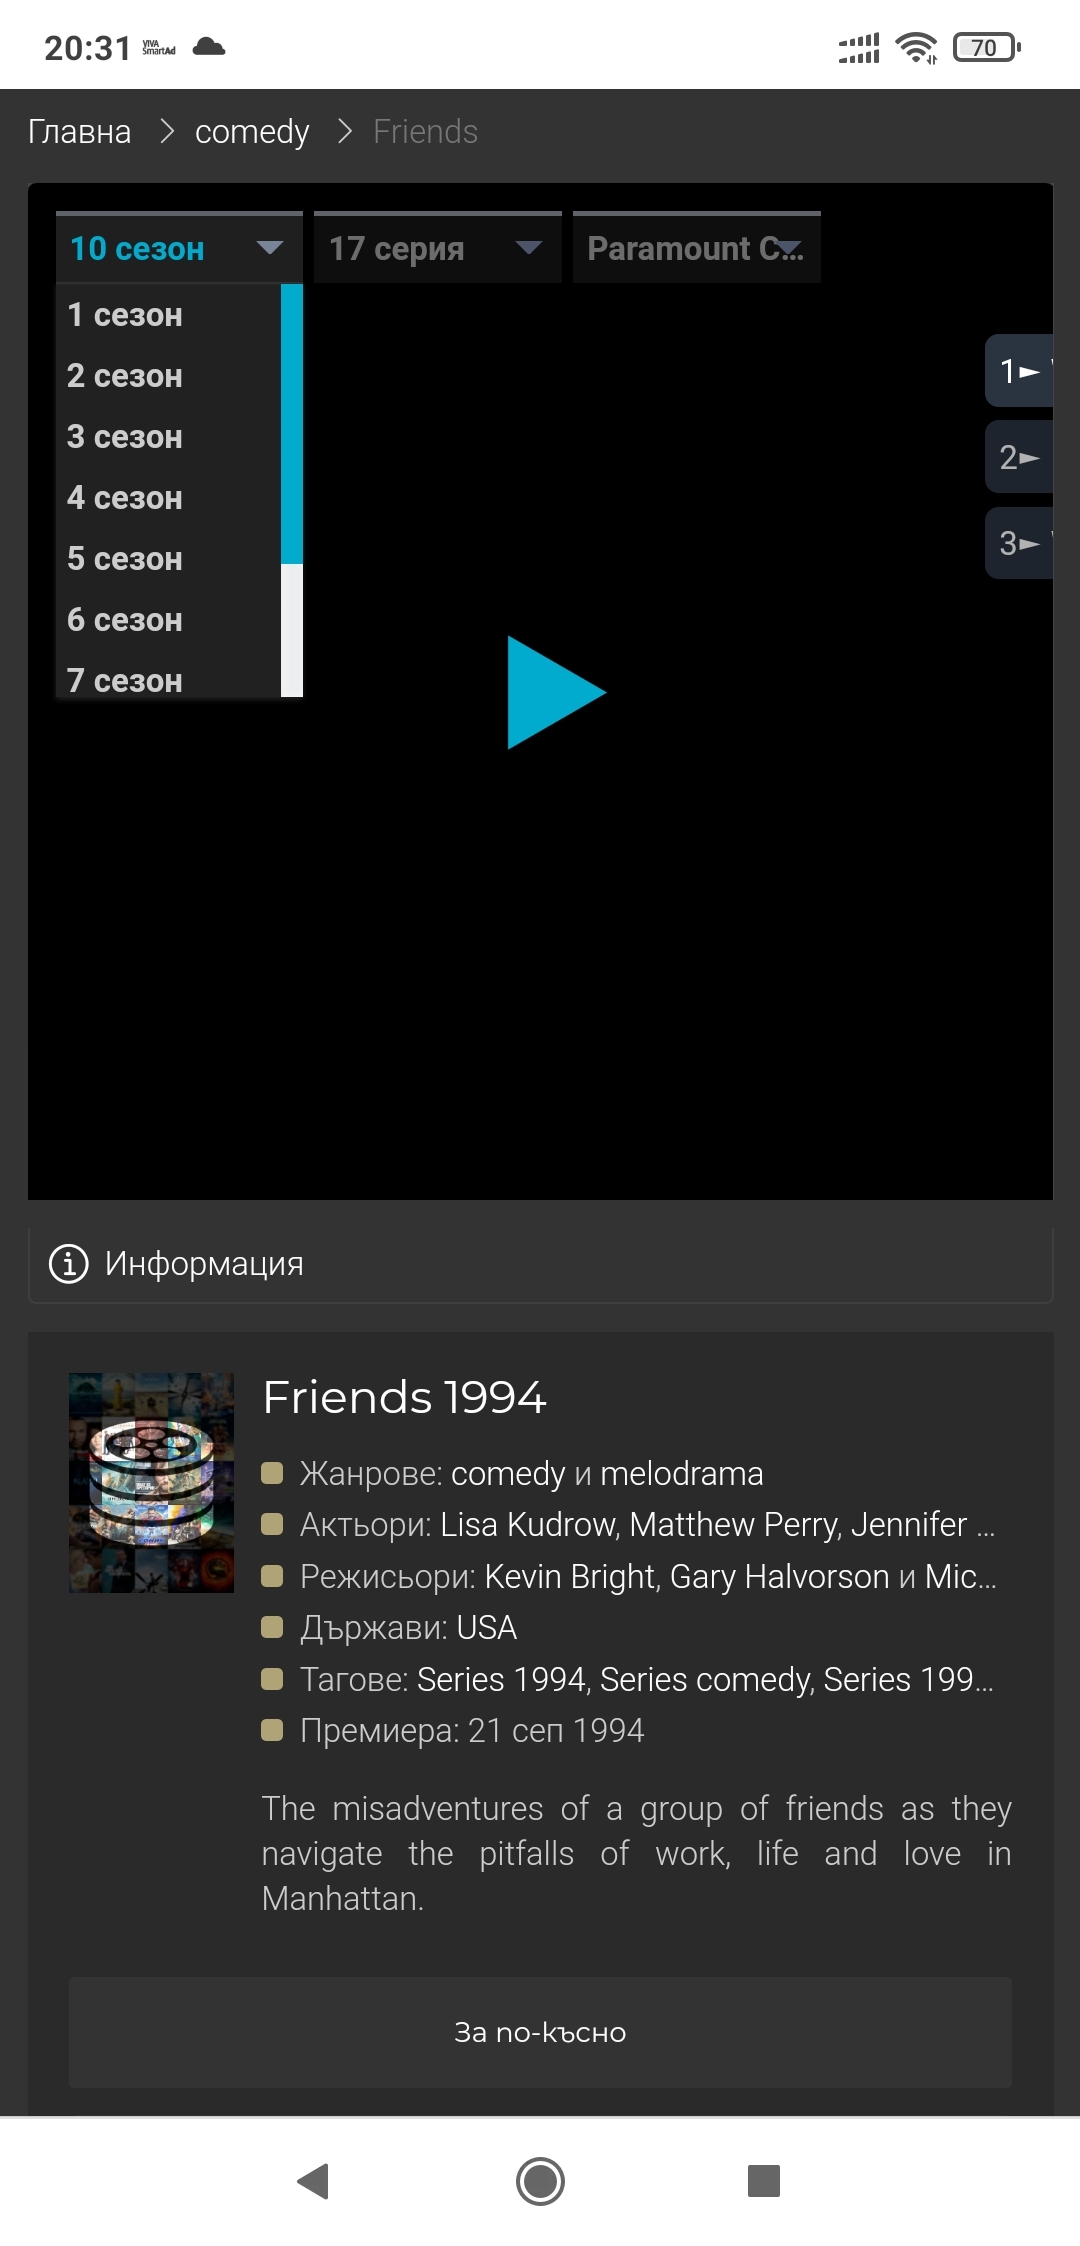 20:31 VIVA SmartAd 70
Главна > comedy > Friends
10 сезон 17 серия Paramount C...
1 сезон
2 сезон
3 сезон
4 сезон
5 сезон
6 сезон
7 сезон
1►
2►
3►
Информация
Friends 1994
Жанрове: comedy и melodrama
Актьори: Lisa Kudrow, Matthew Perry, Jennifer ...
Режисьори: Kevin Bright, Gary Halvorson и Mic...
Държави: USA
Тагове: Series 1994, Series comedy, Series 199...
Премиера: 21 сеп 1994
The misadventures of a group of friends as they
navigate the pitfalls of work, life and love in
Manhattan.
За по-късно